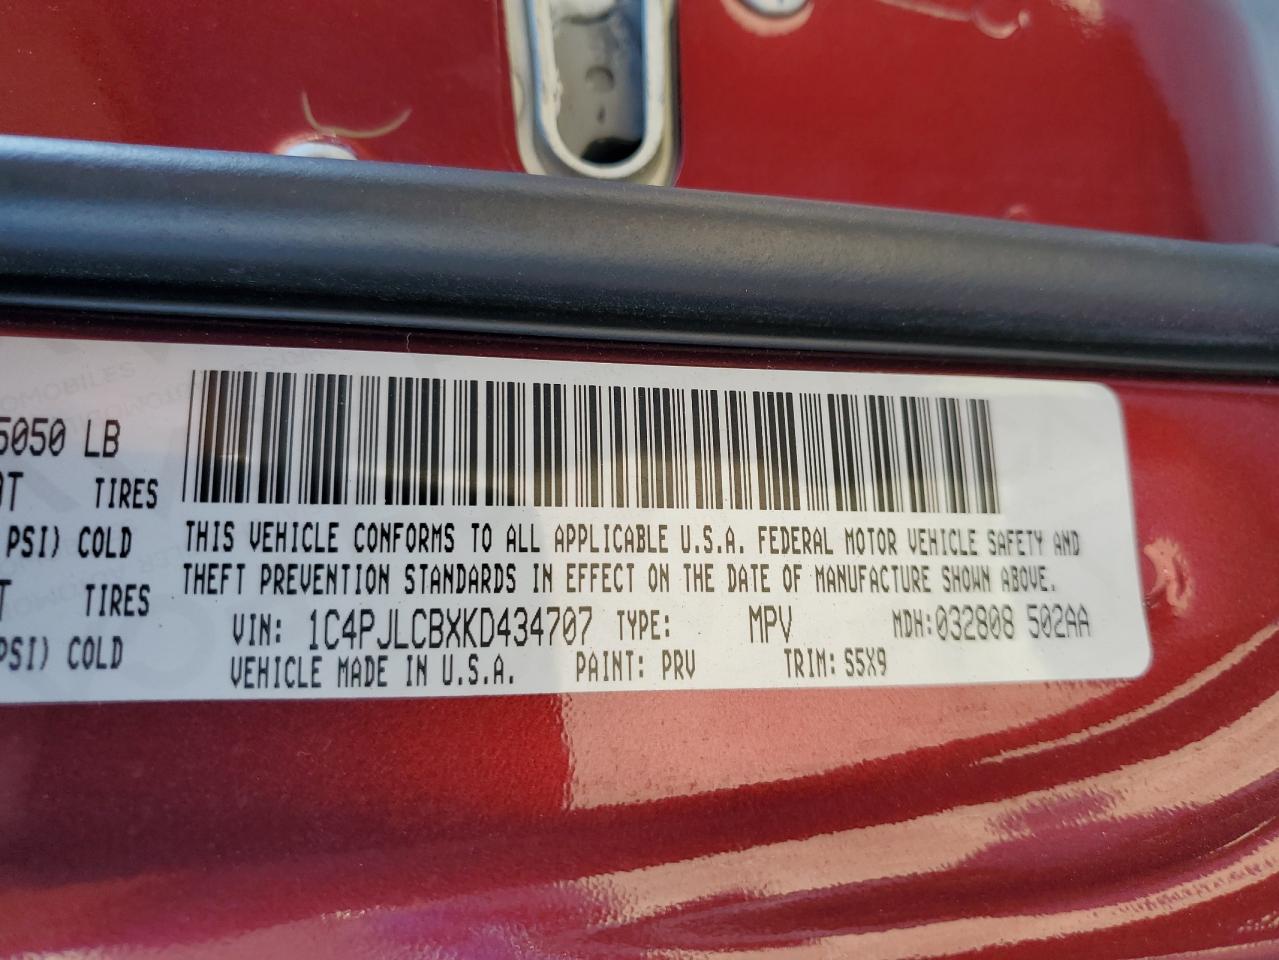 5050 LB
TIRES
PSI) COLD
TIRES
PSI) COLD
THIS VEHICLE CONFORMS TO ALL APPLICABLE U.S.A. FEDERAL MOTOR VEHICLE SAFETY AND
THEFT PREVENTION STANDARDS IN EFFECT ON THE DATE OF MANUFACTURE SHOWN ABOVE.
VIN: 1C4PJLCBXKD434707 TYPE: MPV MDH:032808 502AA
VEHICLE MADE IN U.S.A. PAINT: PRV TRIM: S5X9